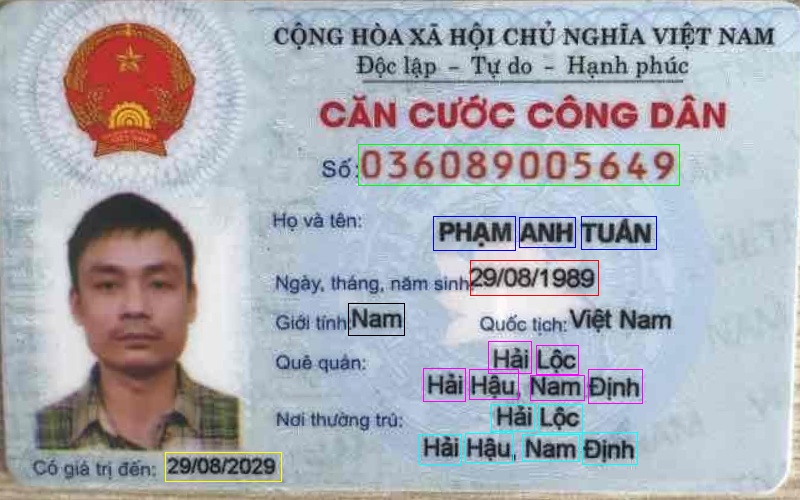 CỘNG HÒA XÃ HỘI CHỦ NGHĨA VIỆT NAM
Độc lập - Tự do - Hạnh phúc
CĂN CƯỚC CÔNG DÂN
Số: 036089005649
Họ và tên: PHẠM ANH TUẤN
Ngày, tháng, năm sinh: 29/08/1989
Giới tính: Nam Quốc tịch: Việt Nam
Quê quán: Hải Lộc
Hải Hậu, Nam Định
Nơi thường trú: Hải Lộc
Hải Hậu, Nam Định
Có giá trị đến: 29/08/2029